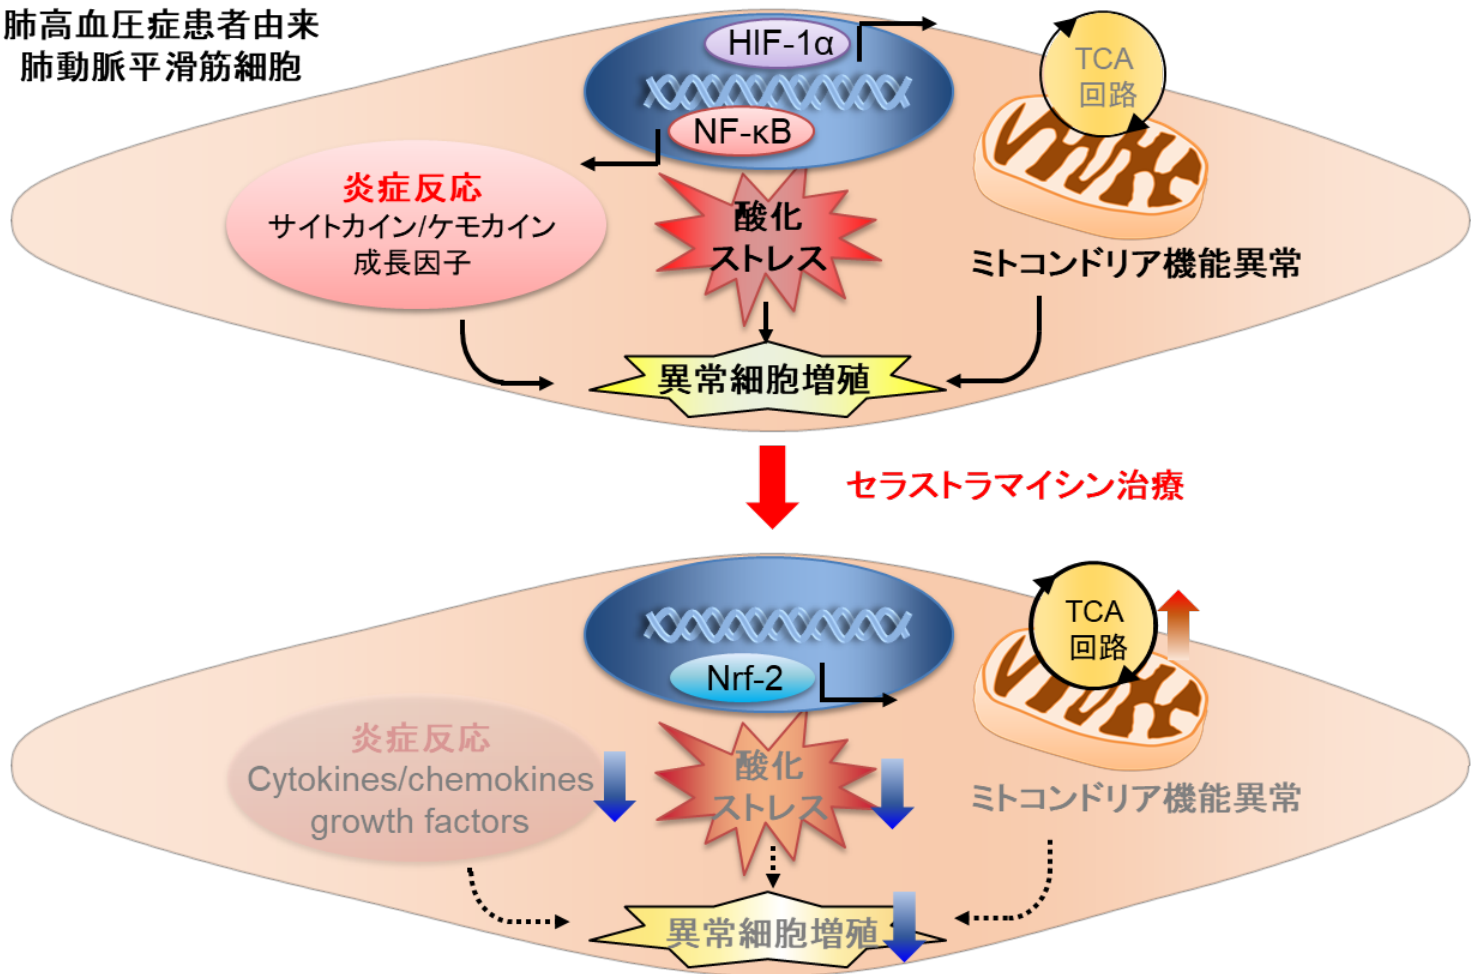 肺高血圧症患者由来
肺動脈平滑筋細胞
HIF-1α
TCA
回路
NF-κB
炎症反応
サイトカイン/ケモカイン
成長因子
酸化
ストレス
ミトコンドリア機能異常
異常細胞増殖
セラストラマイシン治療
TCA
回路
Nrf-2
炎症反応
Cytokines/chemokines
growth factors
酸化
ストレス
ミトコンドリア機能異常
異常細胞増殖